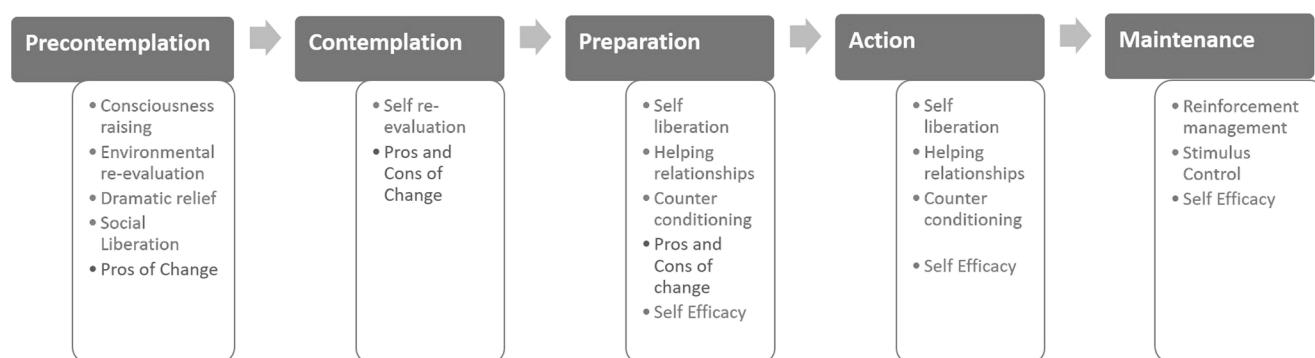 Precontemplation
• Consciousness
raising
• Environmental
re-evaluation
• Dramatic relief
• Social
Liberation
• Pros of Change
Contemplation
• Self re-
evaluation
• Pros and
Cons of
Change
Preparation
• Self
liberation
• Helping
relationships
• Counter
conditioning
• Pros and
Cons of
change
• Self Efficacy
Action
• Self
liberation
• Helping
relationships
• Counter
conditioning
• Self Efficacy
Maintenance
• Reinforcement
management
• Stimulus
Control
• Self Efficacy